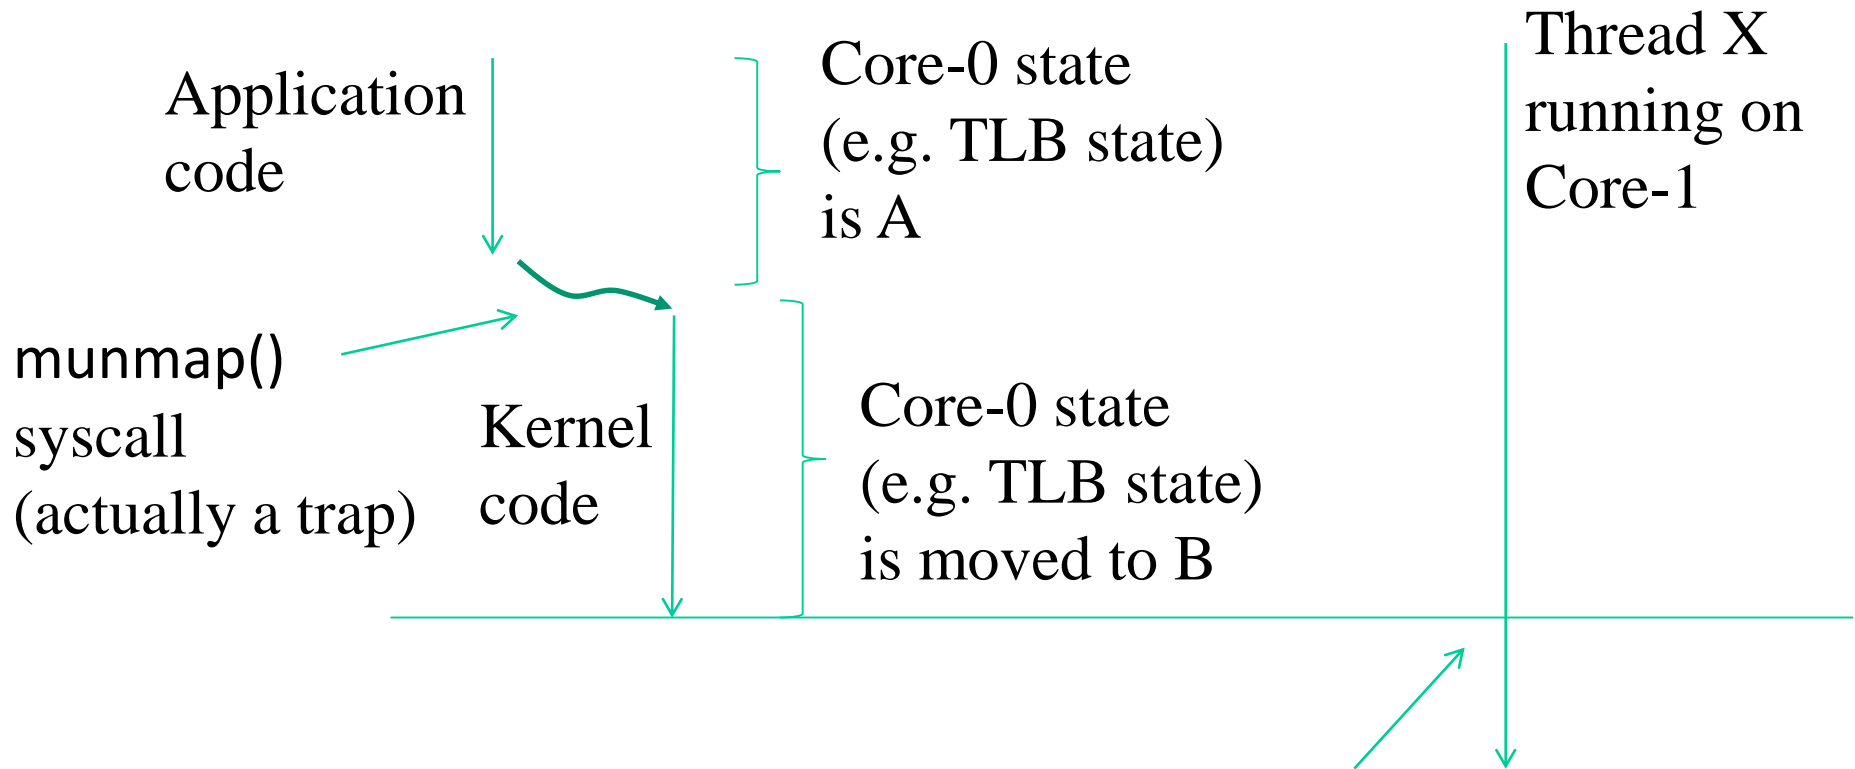 Application
code
munmap()
syscall
(actually a trap)
Kernel
code
Core-0 state
(e.g. TLB state)
is A
Core-0 state
(e.g. TLB state)
is moved to B
Thread X
running on
Core-1